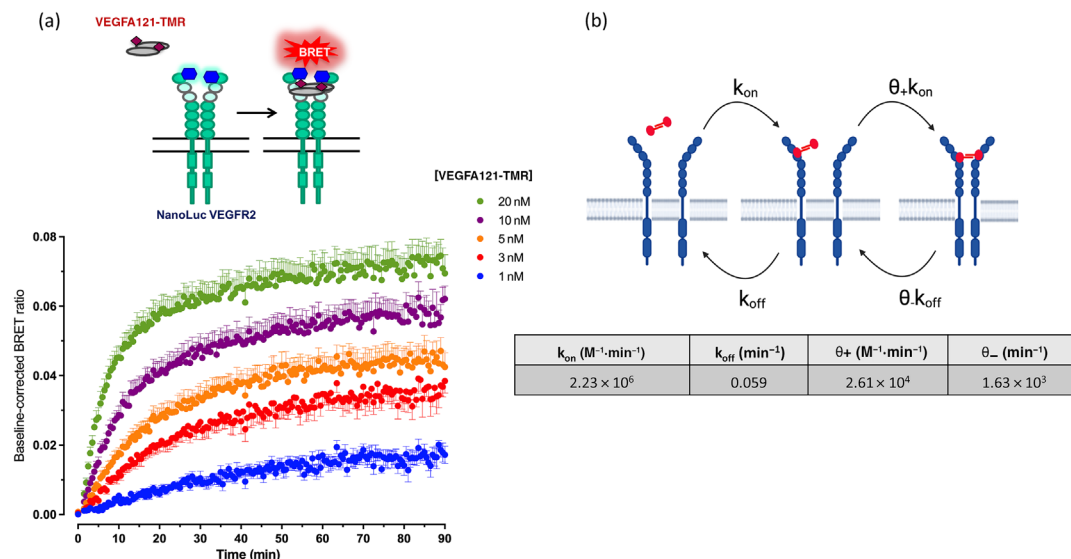 (a)
VEGFA121-TMR
BRET
NanoLuc VEGFR2
[VEGFA121-TMR]
20 nM
10 nM
5 nM
3 nM
1 nM
Baseline-corrected BRET ratio
0.08
0.06
0.04
0.02
0.00
0 10 20 30 40 50 60 70 80 90
Time (min)
(b)
kon
θ+kon
koff
θ-koff
kon (M⁻¹·min⁻¹) koff (min⁻¹) θ+ (M⁻¹·min⁻¹) θ− (min⁻¹)
2.23 × 10⁶ 0.059 2.61 × 10⁴ 1.63 × 10³